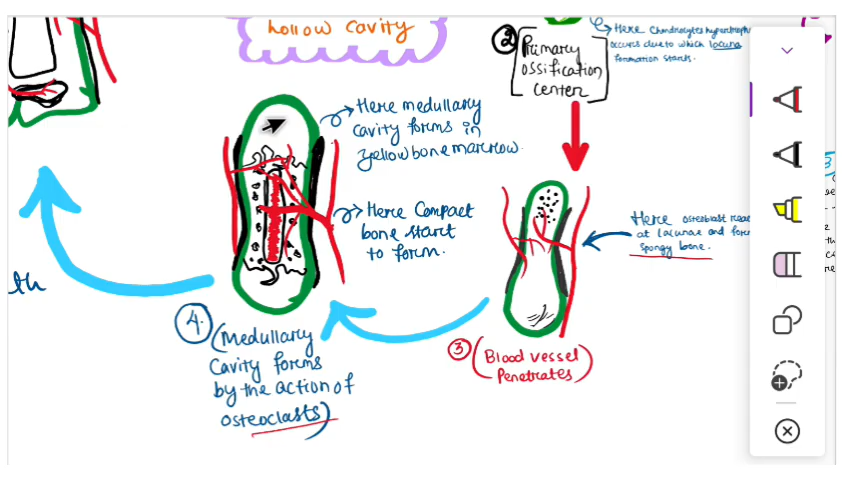 hollow cavity
②
Primary
ossification
center
Here Chondrocytes hypertrophy
occurs due to which lacuna
formation starts.
Here medullary
cavity forms in
yellow bone marrow.
Here Compact
bone start
to form.
Here osteoblast
at lacunae and
spongy bone.
th
④
(Medullary
Cavity forms
by the action of
osteoclasts)
③
(Blood vessel
Penetrates)